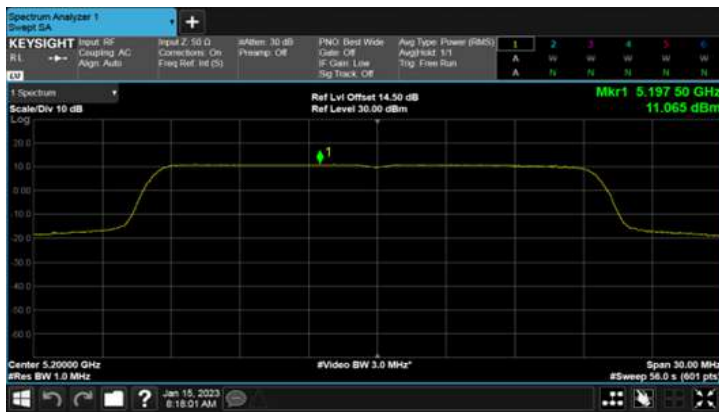 Spectrum Analyzer 1
Swept SA
KEYSIGHT
RL
Input: RF
Coupling: AC
Align: Auto
Input Z: 50 Ω
Corrections: On
Freq Ref: Int (S)
#Atten: 30 dB
Preamp: Off
PNO: Best Wide
Gate: Off
IF Gain: Low
Sig Track: Off
Avg Type: Power (RMS)
Avg|Hold: 1/1
Trig: Free Run
1 2 3 4 5 6
A W W W W W
A N N N N N
1 Spectrum
Scale/Div 10 dB
Log
Ref Lvl Offset 14.50 dB
Ref Level 30.00 dBm
Mkr1 5.197 50 GHz
11.065 dBm
1
20.0
10.0
0.00
-10.0
-20.0
-30.0
-40.0
-50.0
-60.0
Center 5.20000 GHz
#Res BW 1.0 MHz
#Video BW 3.0 MHz*
Span 30.00 MHz
#Sweep 56.0 s (601 pts)
?
Jan 15, 2023
8:18:01 AM